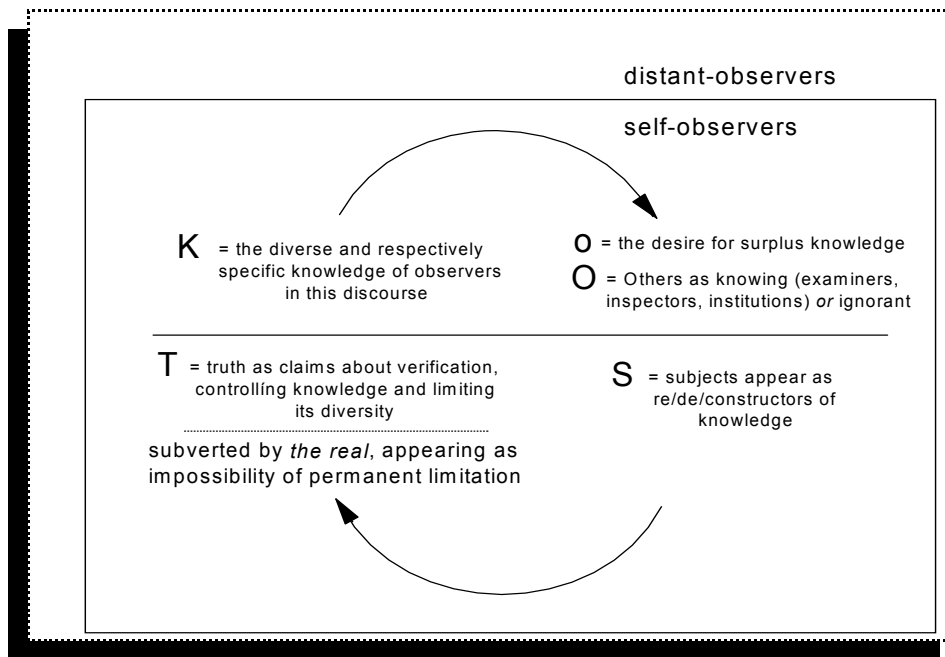 distant-observers
self-observers
K = the diverse and respectively
specific knowledge of observers
in this discourse
o = the desire for surplus knowledge
O = Others as knowing (examiners,
inspectors, institutions) or ignorant
T = truth as claims about verification,
controllíng knowledge and limiting
its diversity
subverted by the real, appearing as
impossibility of permanent limitation
S = subjects appear as
re/de/constructors of
knowledge